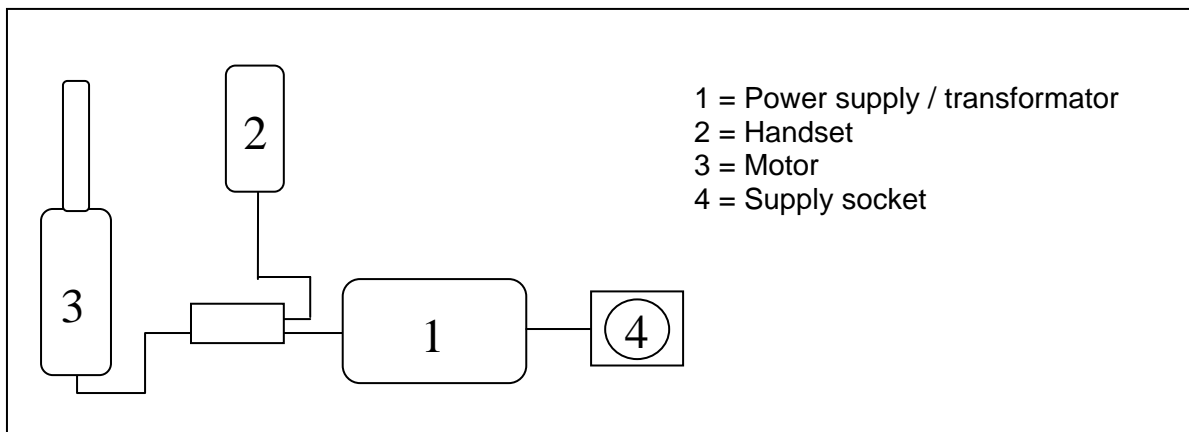 2
3
1
4
1 = Power supply / transformator
2 = Handset
3 = Motor
4 = Supply socket